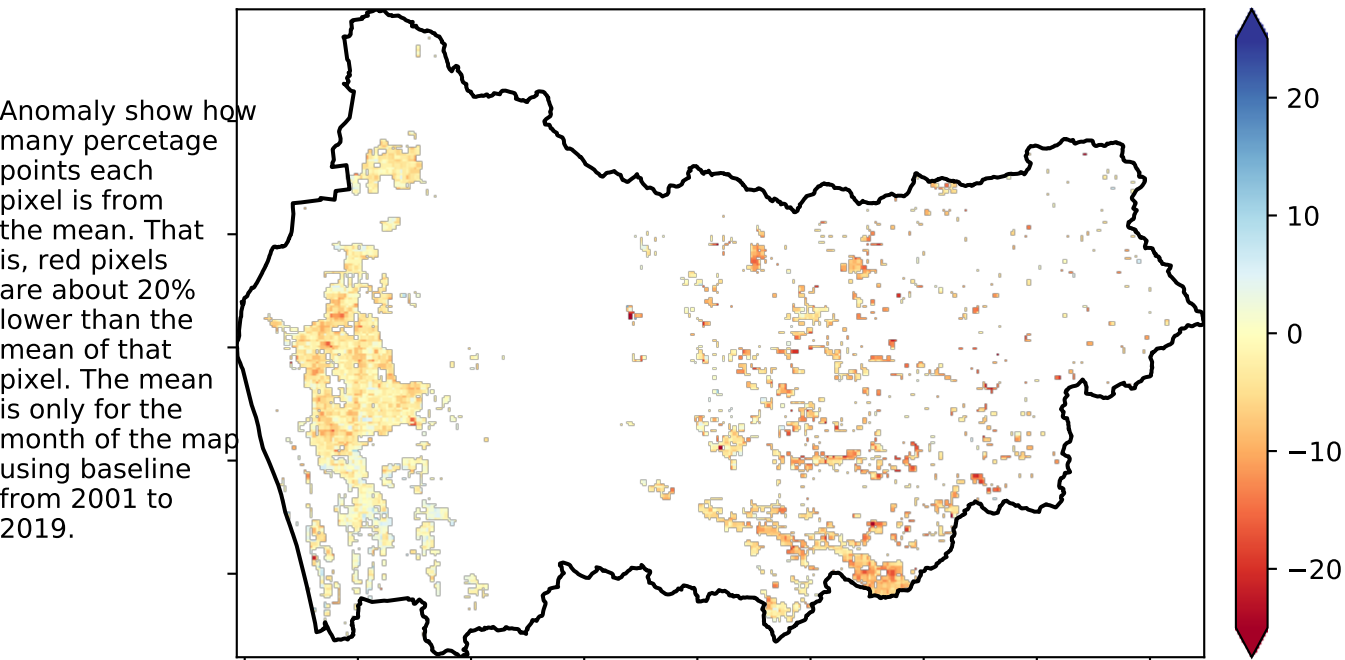 Anomaly show how
many percetage
points each
pixel is from
the mean. That
is, red pixels
are about 20%
lower than the
mean of that
pixel. The mean
is only for the
month of the map
using baseline
from 2001 to
2019.
20
10
0
−10
−20